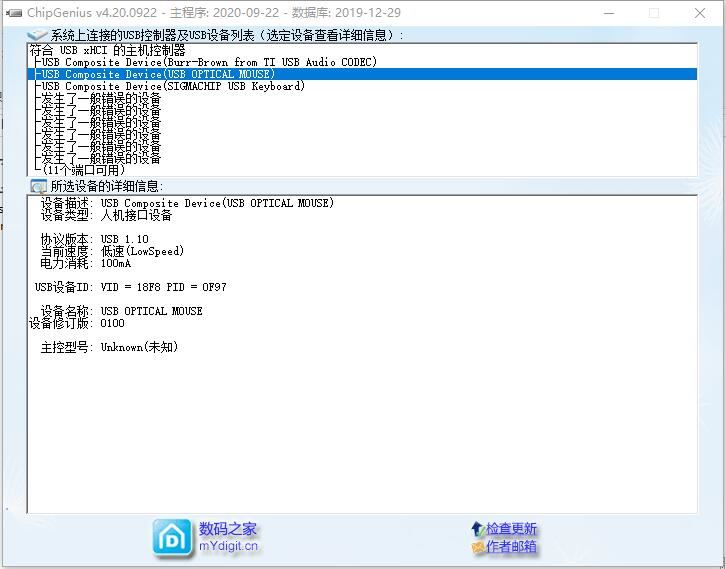 ChipGenius v4.20.0922 - 主程序: 2020-09-22 - 数据库: 2019-12-29
系统上连接的USB控制器及USB设备列表（选定设备查看详细信息）:
符合 USB xHCI 的主机控制器
├USB Composite Device(Burr-Brown from TI USB Audio CODEC)
├USB Composite Device(USB OPTICAL MOUSE)
├USB Composite Device(SIGMACHIP USB Keyboard)
├发生了一般错误的设备
├发生了一般错误的设备
├发生了一般错误的设备
├发生了一般错误的设备
├发生了一般错误的设备
├发生了一般错误的设备
└(11个端口可用)
所选设备的详细信息:
设备描述: USB Composite Device(USB OPTICAL MOUSE)
设备类型: 人机接口设备
协议版本: USB 1.10
当前速度: 低速(LowSpeed)
电力消耗: 100mA
USB设备ID: VID = 18F8 PID = 0F97
设备名称: USB OPTICAL MOUSE
设备修订版: 0100
主控型号: Unknown(未知)
数码之家
mYdigit.cn
检查更新
作者邮箱